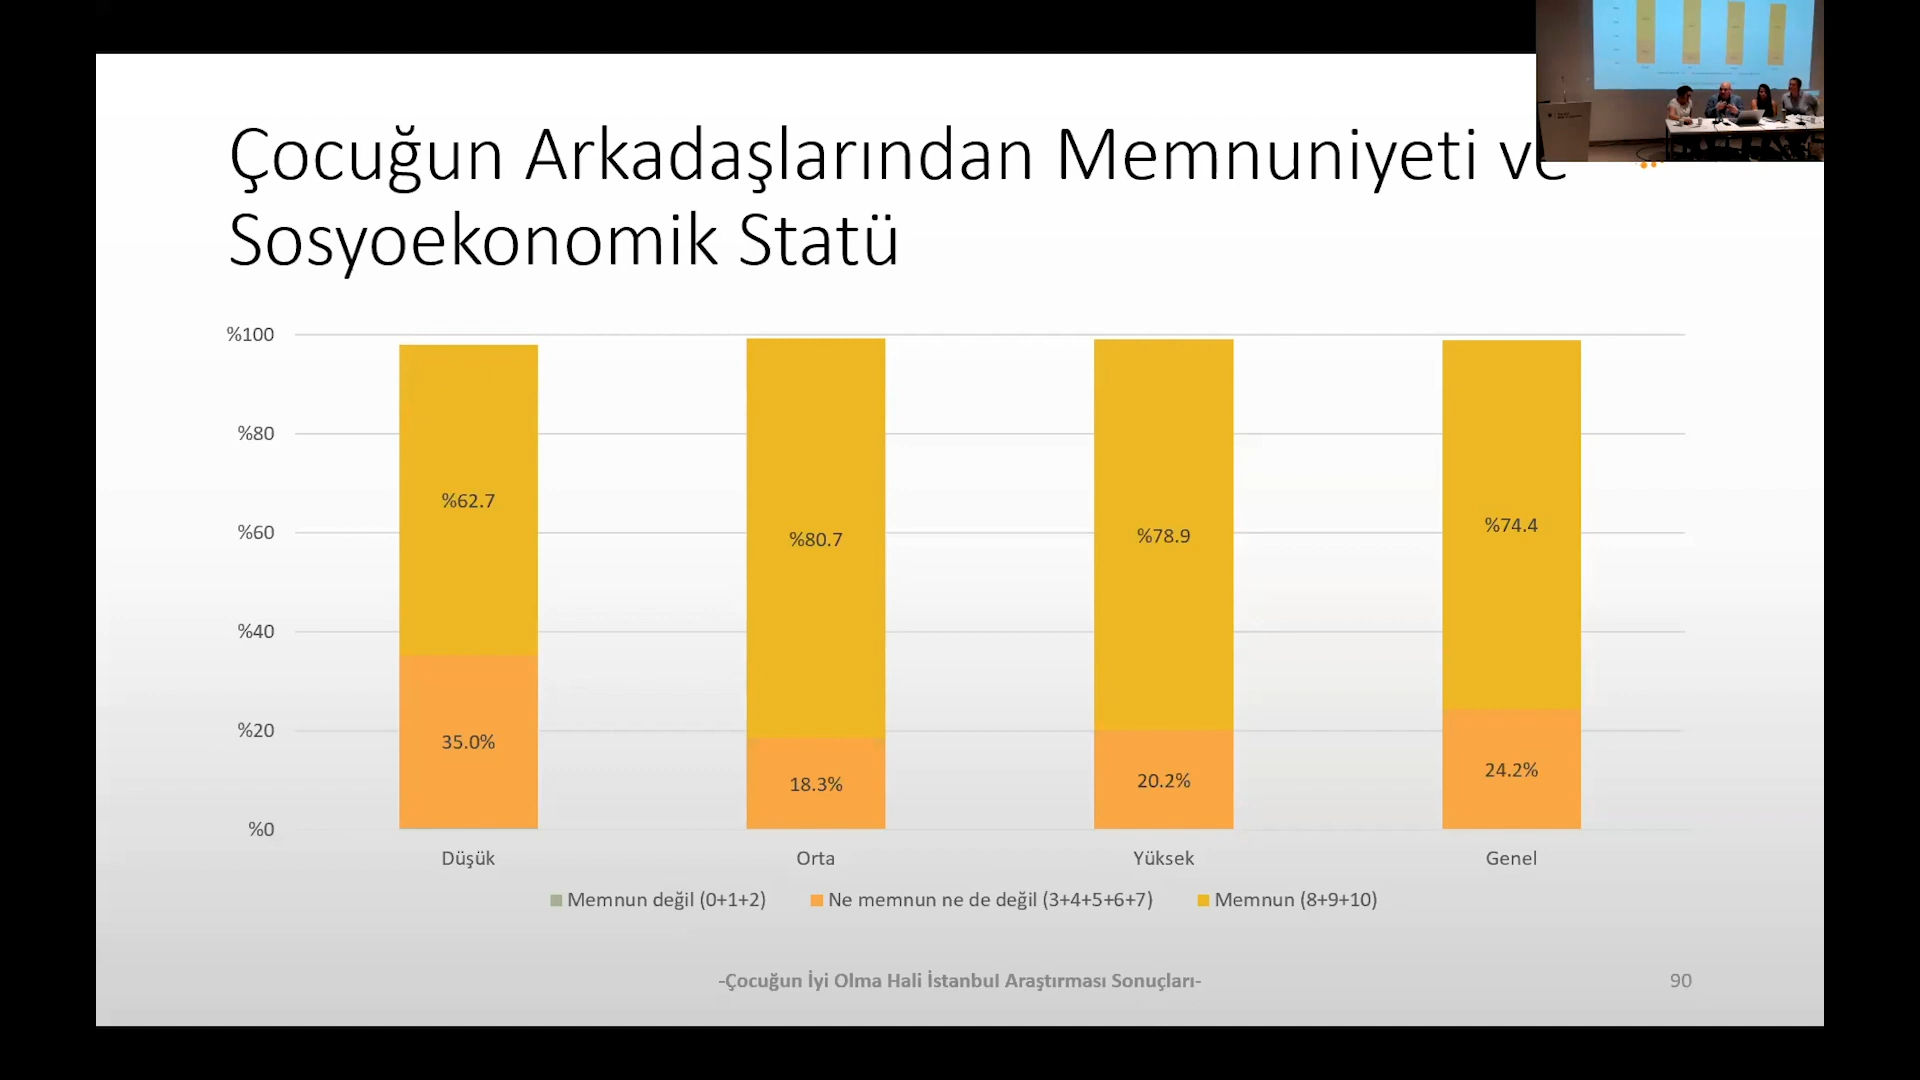 Çocuğun Arkadaşlarından Memnuniyeti ve
Sosyoekonomik Statü
%100
%80
%60
%40
%20
%0
%62.7
%80.7
%78.9
%74.4
35.0%
18.3%
20.2%
24.2%
Düşük
Orta
Yüksek
Genel
Memnun değil (0+1+2)
Ne memnun ne de değil (3+4+5+6+7)
Memnun (8+9+10)
-Çocuğun İyi Olma Hali İstanbul Araştırması Sonuçları-
90